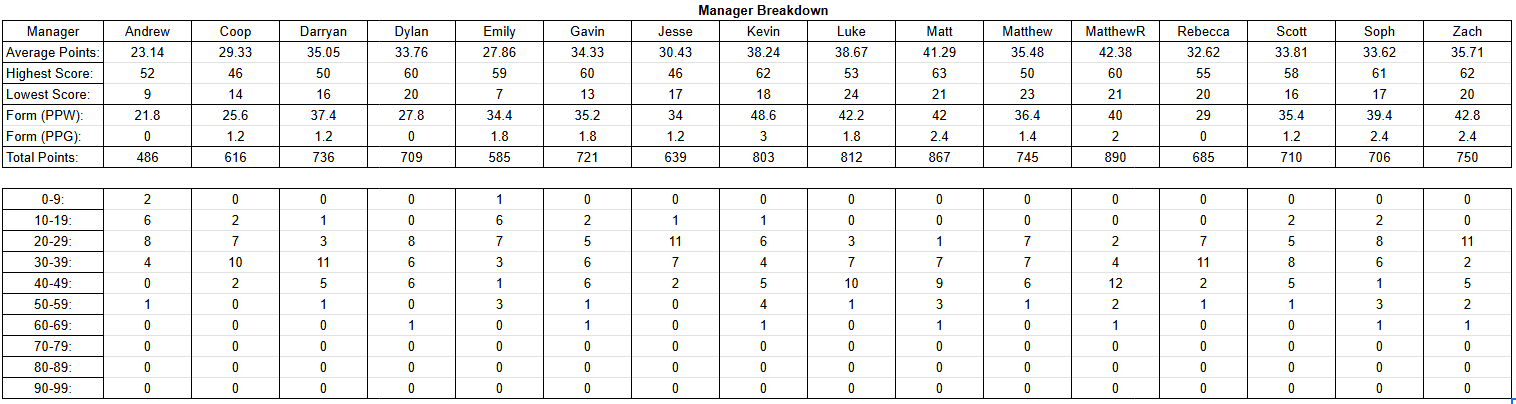 Manager Breakdown
Manager Andrew Coop Darryan Dylan Emily Gavin Jesse Kevin Luke Matt Matthew MatthewR Rebecca Scott Soph Zach
Average Points: 23.14 29.33 35.05 33.76 27.86 34.33 30.43 38.24 38.67 41.29 35.48 42.38 32.62 33.81 33.62 35.71
Highest Score: 52 46 50 60 59 60 46 62 53 63 50 60 55 58 61 62
Lowest Score: 9 14 16 20 7 13 17 18 24 21 23 21 20 16 17 20
Form (PPW): 21.8 25.6 37.4 27.8 34.4 35.2 34 48.6 42.2 42 36.4 40 29 35.4 39.4 42.8
Form (PPG): 0 1.2 1.2 0 1.8 1.8 1.2 3 1.8 2.4 1.4 2 0 1.2 2.4 2.4
Total Points: 486 616 736 709 585 721 639 803 812 867 745 890 685 710 706 750
0-9: 2 0 0 0 1 0 0 0 0 0 0 0 0 0 0 0
10-19: 6 2 1 0 6 2 1 1 0 0 0 0 0 2 2 0
20-29: 8 7 3 8 7 5 11 6 3 1 7 2 7 5 8 11
30-39: 4 10 11 6 3 6 7 4 7 7 7 4 11 8 6 2
40-49: 0 2 5 6 1 6 2 5 10 9 6 12 2 5 1 5
50-59: 1 0 1 0 3 1 0 4 1 3 1 2 1 1 3 2
60-69: 0 0 0 1 0 1 0 1 0 1 0 1 0 0 1 1
70-79: 0 0 0 0 0 0 0 0 0 0 0 0 0 0 0 0
80-89: 0 0 0 0 0 0 0 0 0 0 0 0 0 0 0 0
90-99: 0 0 0 0 0 0 0 0 0 0 0 0 0 0 0 0